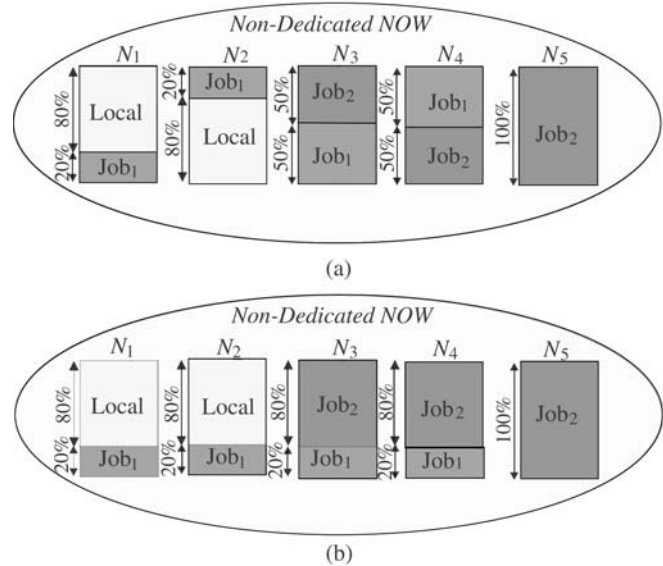 Non-Dedicated NOW
N1 N2 N3 N4 N5
80% Local 20% Job1
20% Job1 80% Local
50% Job2 50% Job1
50% Job1 50% Job2
100% Job2
(a)
Non-Dedicated NOW
N1 N2 N3 N4 N5
80% Local 20% Job1
80% Local 20% Job1
80% Job2 20% Job1
80% Job2 20% Job1
100% Job2
(b)